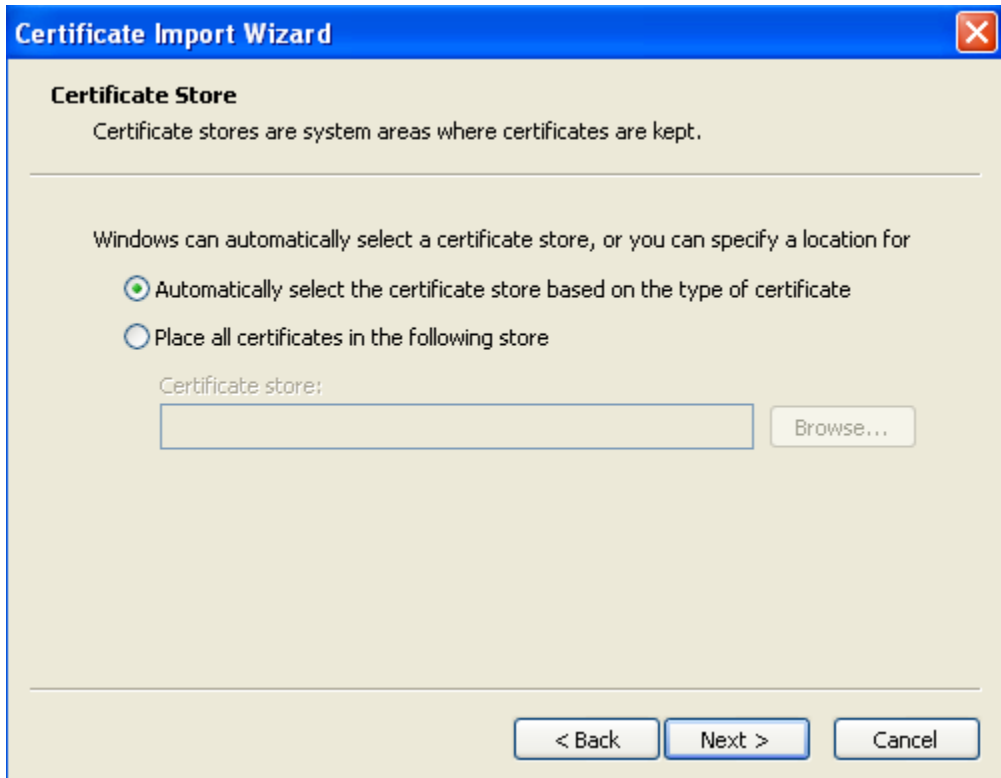 Certificate Import Wizard
Certificate Store
Certificate stores are system areas where certificates are kept.
Windows can automatically select a certificate store, or you can specify a location for
Automatically select the certificate store based on the type of certificate
Place all certificates in the following store
Certificate store:
Browse...
< Back Next > Cancel